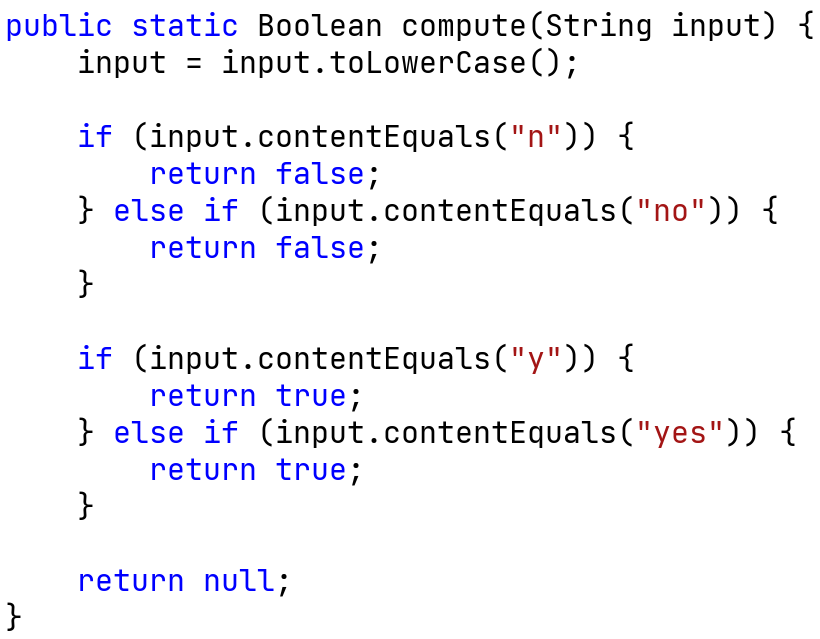 public static Boolean compute(String input) {
    input = input.toLowerCase();

    if (input.contentEquals("n")) {
        return false;
    } else if (input.contentEquals("no")) {
        return false;
    }

    if (input.contentEquals("y")) {
        return true;
    } else if (input.contentEquals("yes")) {
        return true;
    }

    return null;
}